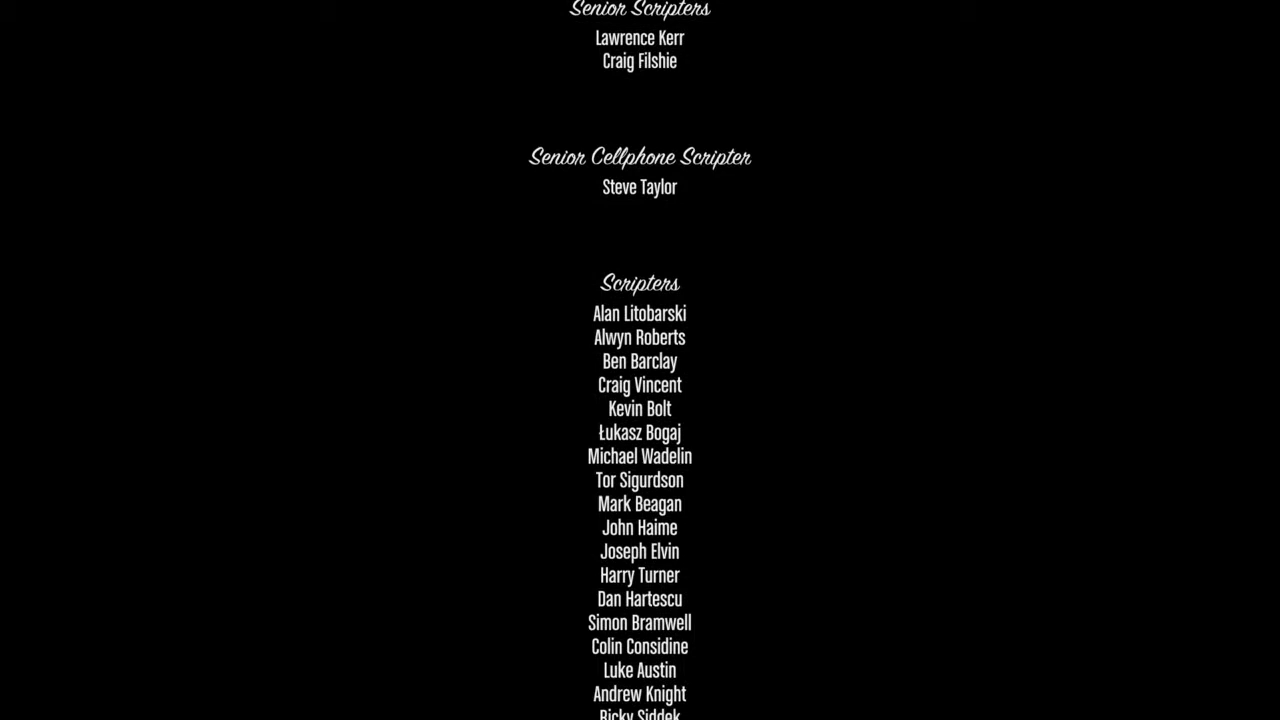 Senior Scripters
Lawrence Kerr
Craig Filshie
Senior Cellphone Scripter
Steve Taylor
Scripters
Alan Litobarski
Alwyn Roberts
Ben Barclay
Craig Vincent
Kevin Bolt
Łukasz Bogaj
Michael Wadelin
Tor Sigurdson
Mark Beagan
John Haime
Joseph Elvin
Harry Turner
Dan Hartescu
Simon Bramwell
Colin Considine
Luke Austin
Andrew Knight
Ricky Siddek